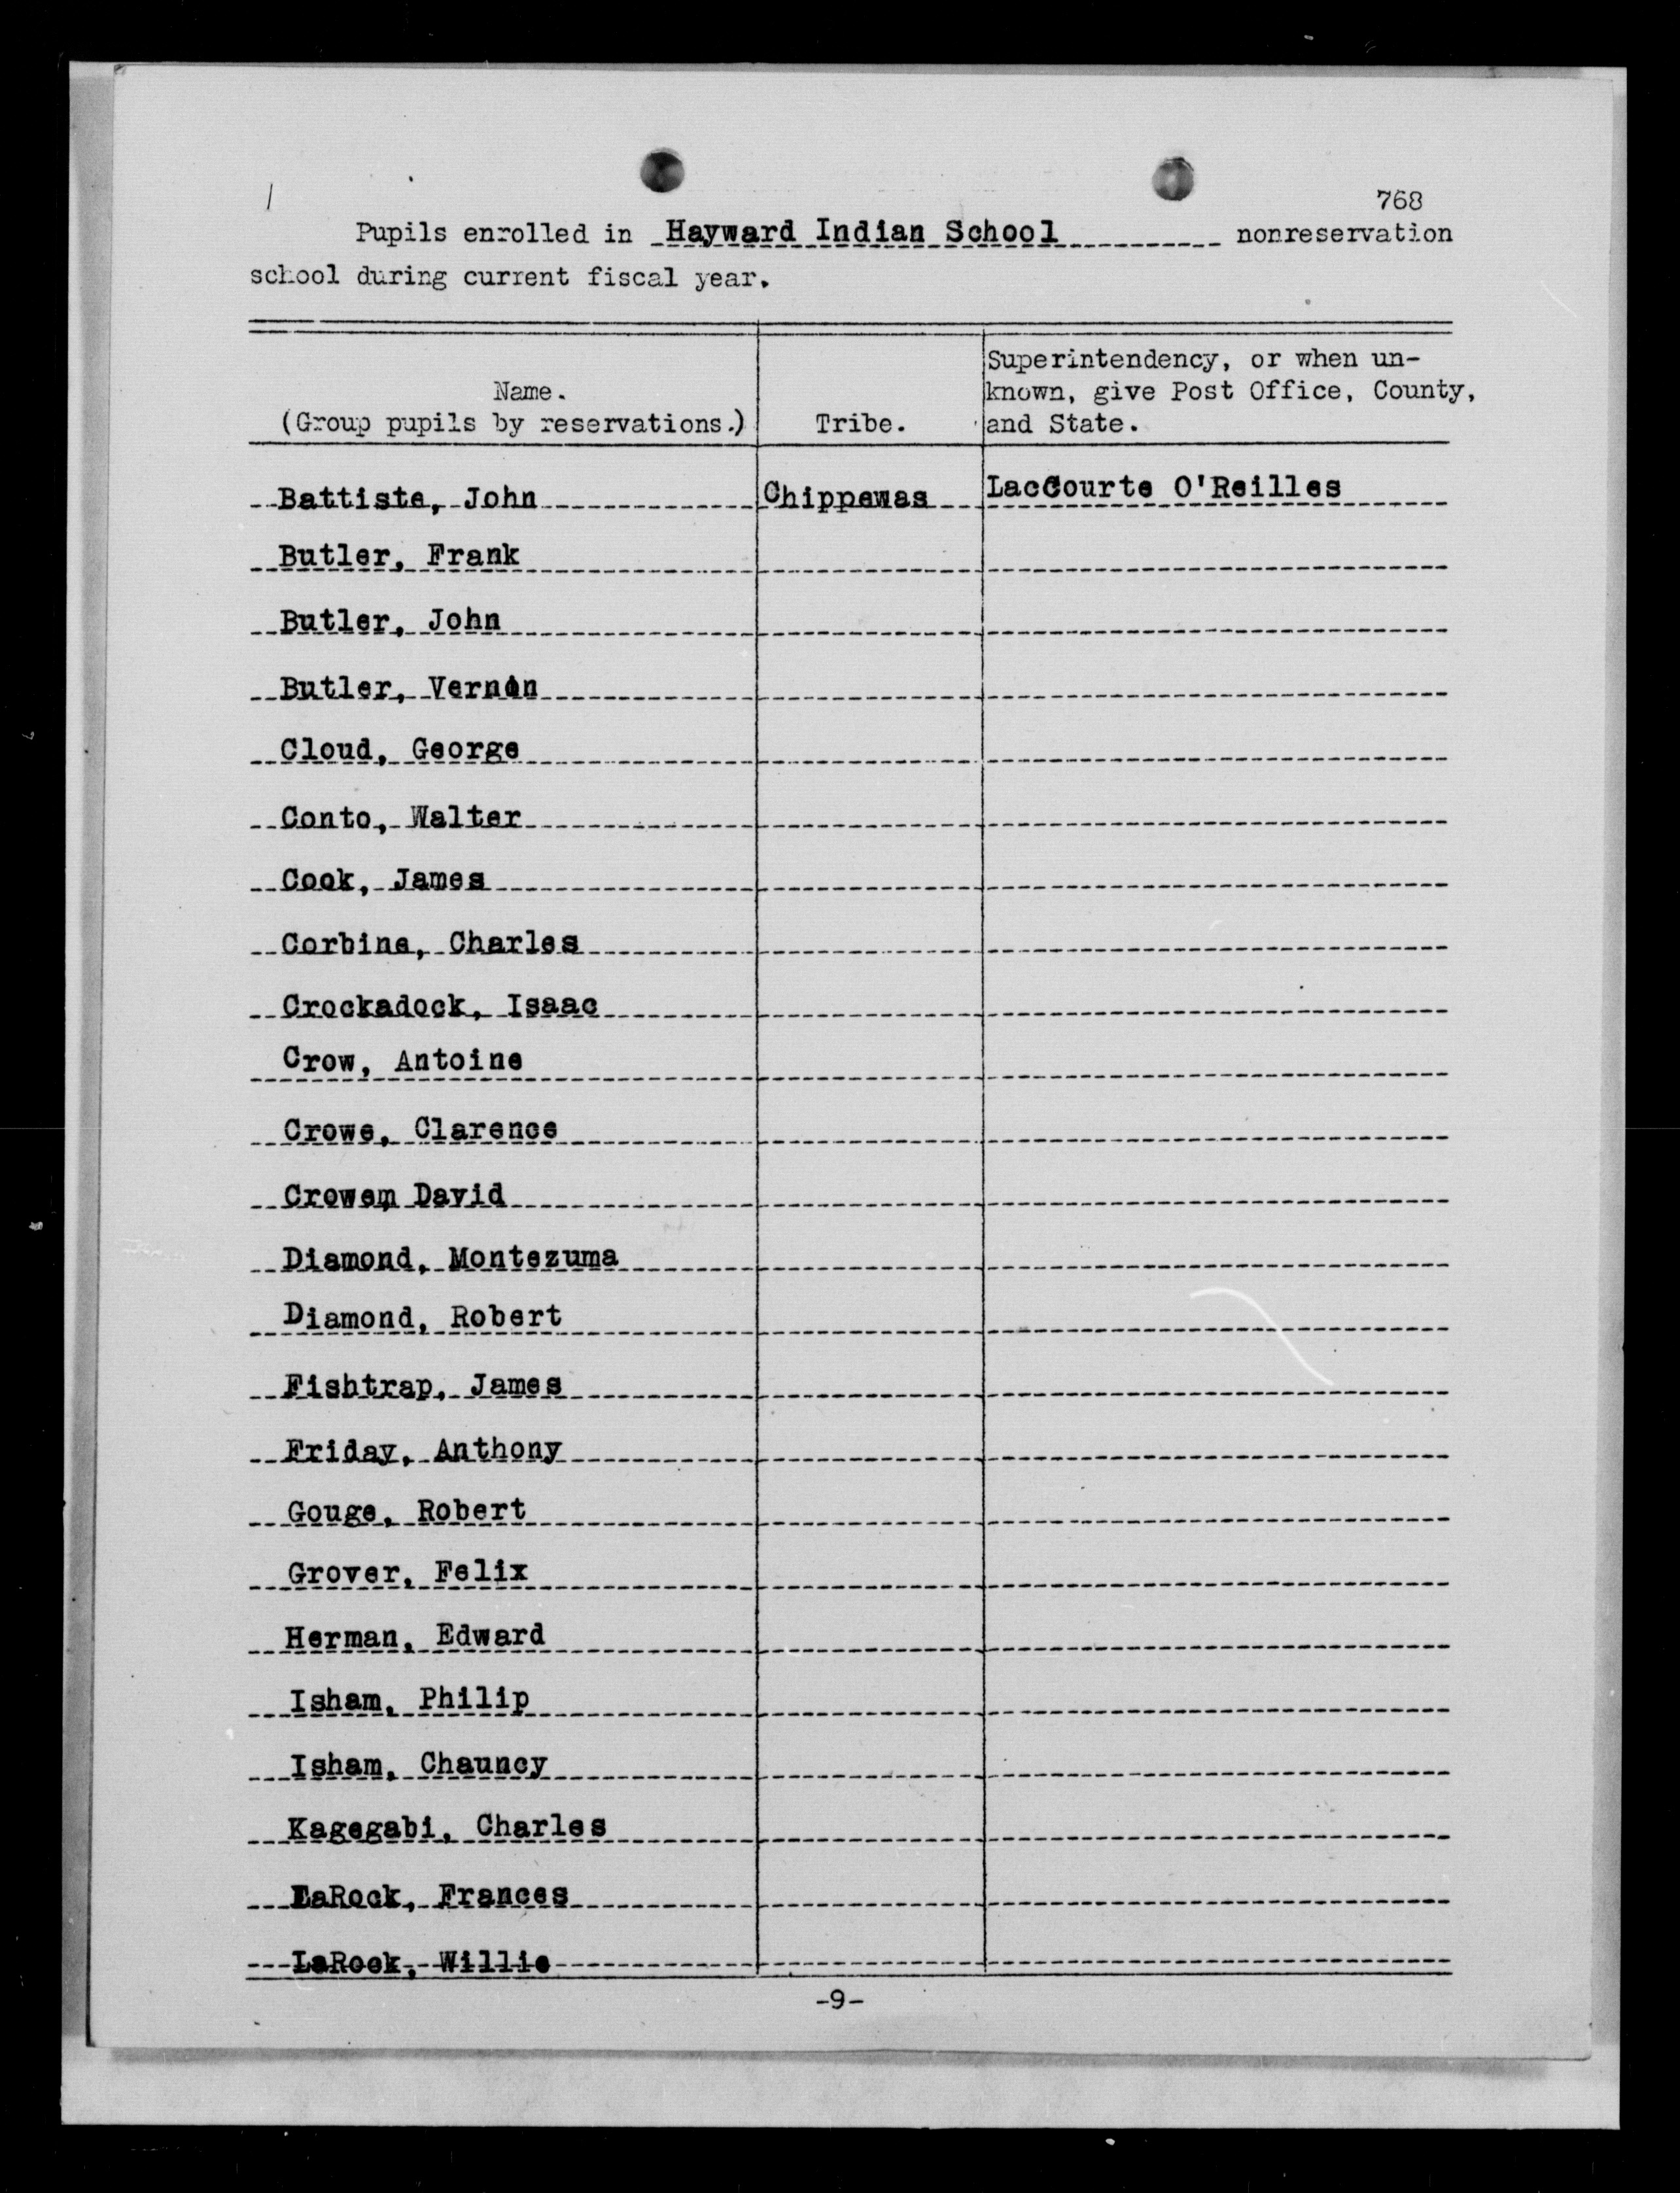 768
Pupils enrolled in Hayward Indian School nonreservation
school during current fiscal year.
Name.
(Group pupils by reservations.)
Tribe.
Superintendency, or when un-
known, give Post Office, County,
and State.
Battiste, John Chippewas LacCourte O'Reilles
Butler, Frank
Butler, John
Butler, Vernon
Cloud, George
Conto, Walter
Cook, James
Corbine, Charles
Crockadock, Isaac
Crow, Antoine
Crowe, Clarence
Crowem David
Diamond, Montezuma
Diamond, Robert
Fishtrap, James
Friday, Anthony
Gouge, Robert
Grover, Felix
Herman, Edward
Isham, Philip
Isham, Chauncy
Kagegabi, Charles
LaRock, Frances
LaRock, Willie
-9-